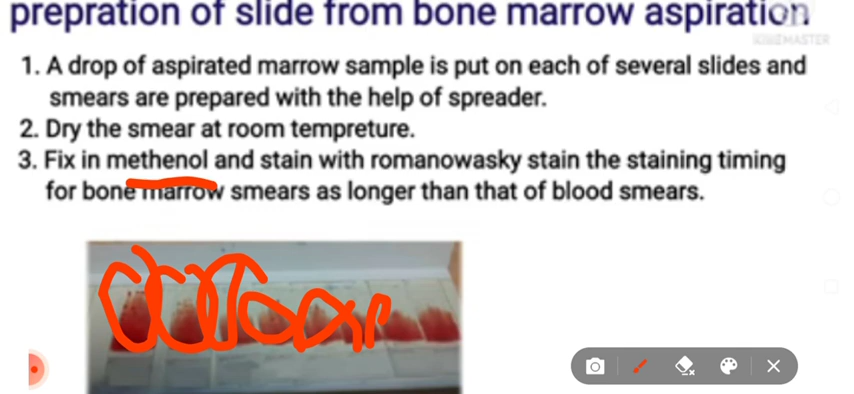 prepration of slide from bone marrow aspiration
KINEMASTER
1. A drop of aspirated marrow sample is put on each of several slides and
smears are prepared with the help of spreader.
2. Dry the smear at room tempreture.
3. Fix in methenol and stain with romanowasky stain the staining timing
for bone marrow smears as longer than that of blood smears.